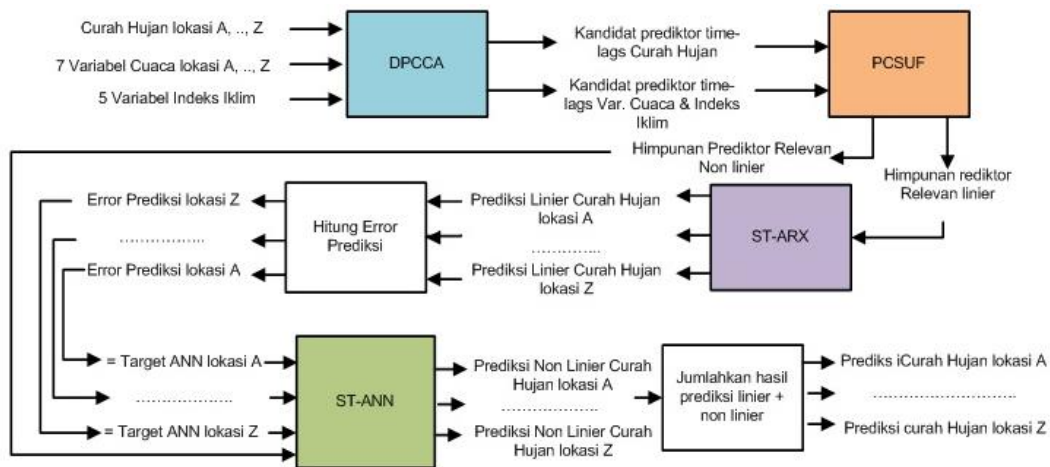 Curah Hujan lokasi A, .., Z
7 Variabel Cuaca lokasi A, .., Z
5 Variabel Indeks Iklim
DPCCA
Kandidat prediktor time-
lags Curah Hujan
Kandidat prediktor time-
lags Var. Cuaca & Indeks
Iklim
PCSUF
Himpunan Prediktor Relevan
Non linier
Himpunan rediktor
Relevan linier
Error Prediksi lokasi Z
....................
Error Prediksi lokasi A
Hitung Error
Prediksi
Prediksi Linier Curah Hujan
lokasi A
................
Prediksi Linier Curah Hujan
lokasi Z
ST-ARX
= Target ANN lokasi A
.....................
= Target ANN lokasi Z
ST-ANN
Prediksi Non Linier Curah
Hujan lokasi A
.....................
Prediksi Non Linier Curah
Hujan lokasi Z
Jumlahkan hasil
prediksi linier +
non linier
Prediks iCurah Hujan lokasi A
...............................
Prediksi curah Hujan lokasi Z